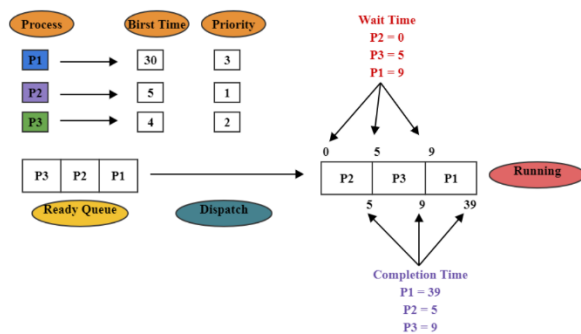 Process Birst Time Priority
P1 30 3
P2 5 1
P3 4 2
Wait Time
P2 = 0
P3 = 5
P1 = 9
0 5 9
P3 P2 P1
P2 P3 P1
Running
Ready Queue
Dispatch
5 9 39
Completion Time
P1 = 39
P2 = 5
P3 = 9